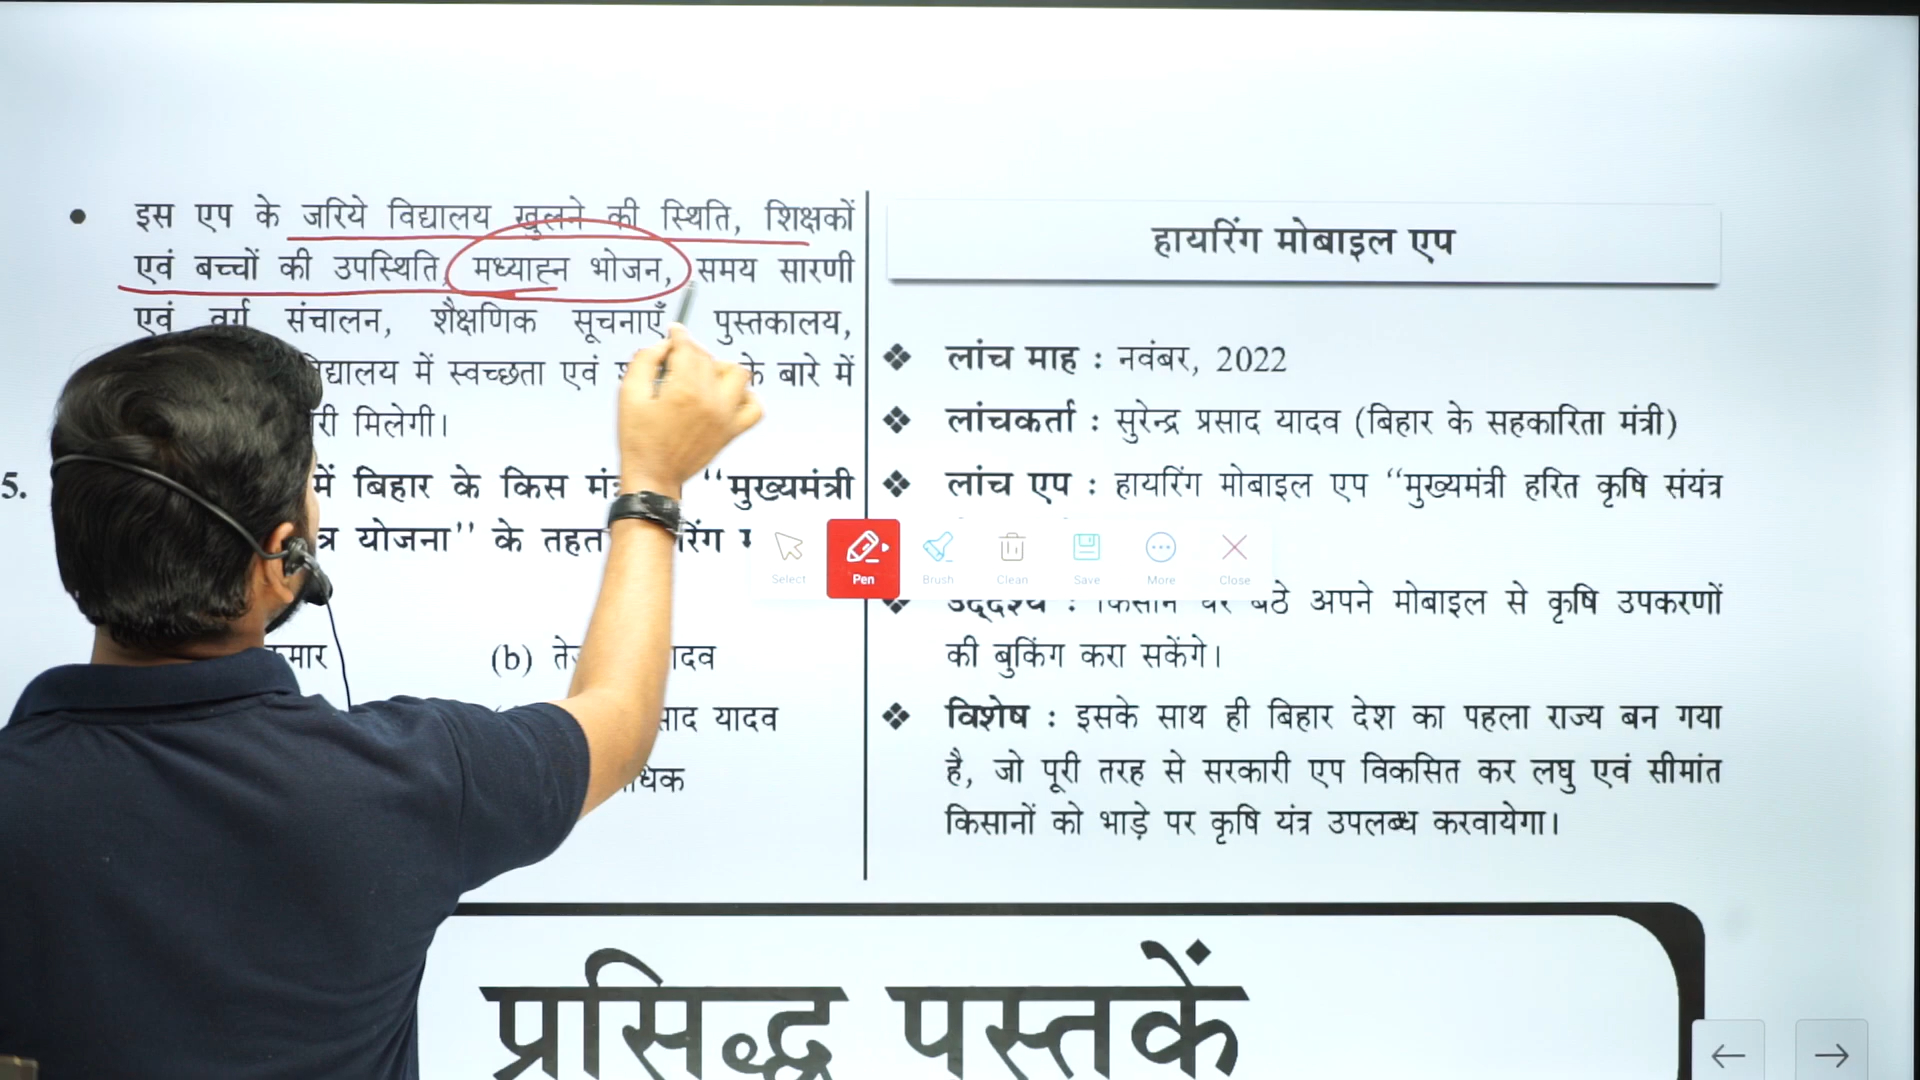 इस एप के जरिये विद्यालय खुलने की स्थिति, शिक्षकों
एवं बच्चों की उपस्थिति, मध्याह्न भोजन, समय सारणी
एवं वर्ग संचालन, शैक्षणिक सूचनाएँ पुस्तकालय,
में स्वच्छता एवं के बारे में
मिलेगी।
5. में बिहार के किस "मुख्यमंत्री
योजना" के तहत
(b) यादव
यादव
हायरिंग मोबाइल एप
❖ लांच माह : नवंबर, 2022
❖ लांचकर्ता : सुरेन्द्र प्रसाद यादव (बिहार के सहकारिता मंत्री)
❖ लांच एप : हायरिंग मोबाइल एप "मुख्यमंत्री हरित कृषि संयंत्र
Select Pen Brush Clean Save More Close
❖ उद्देश्य : किसान घर बैठे अपने मोबाइल से कृषि उपकरणों
की बुकिंग करा सकेंगे।
❖ विशेष : इसके साथ ही बिहार देश का पहला राज्य बन गया
है, जो पूरी तरह से सरकारी एप विकसित कर लघु एवं सीमांत
किसानों को भाड़े पर कृषि यंत्र उपलब्ध करवायेगा।
प्रसिद्ध पुस्तकें